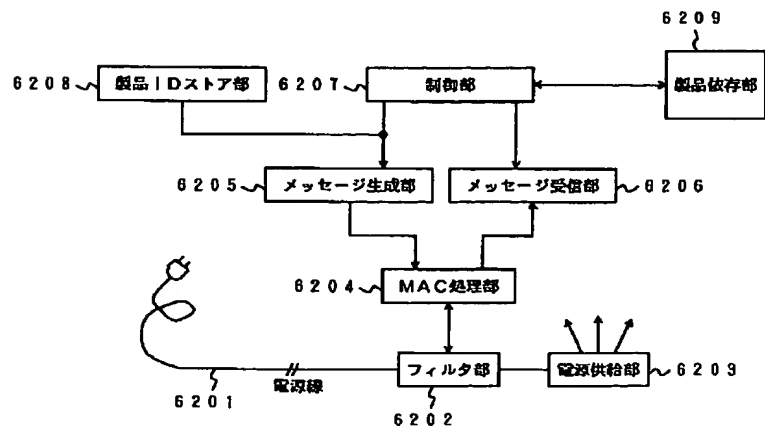 6209
6208
製品IDストア部
6207
制御部
製品依存部
6205
メッセージ生成部
メッセージ受信部
6206
6204
MAC処理部
フィルタ部
電源供給部
6203
電源線
6201
6202